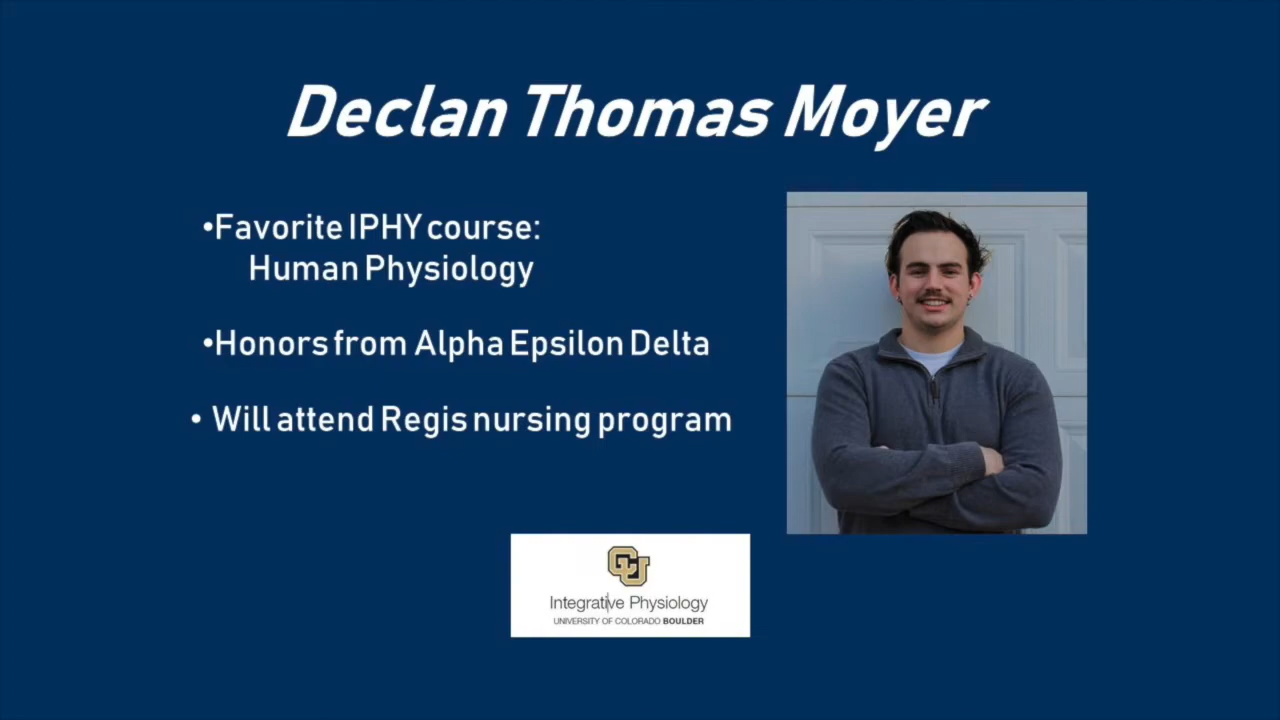 Declan Thomas Moyer
•Favorite IPHY course:
Human Physiology
•Honors from Alpha Epsilon Delta
• Will attend Regis nursing program
CU
Integrative Physiology
UNIVERSITY OF COLORADO BOULDER